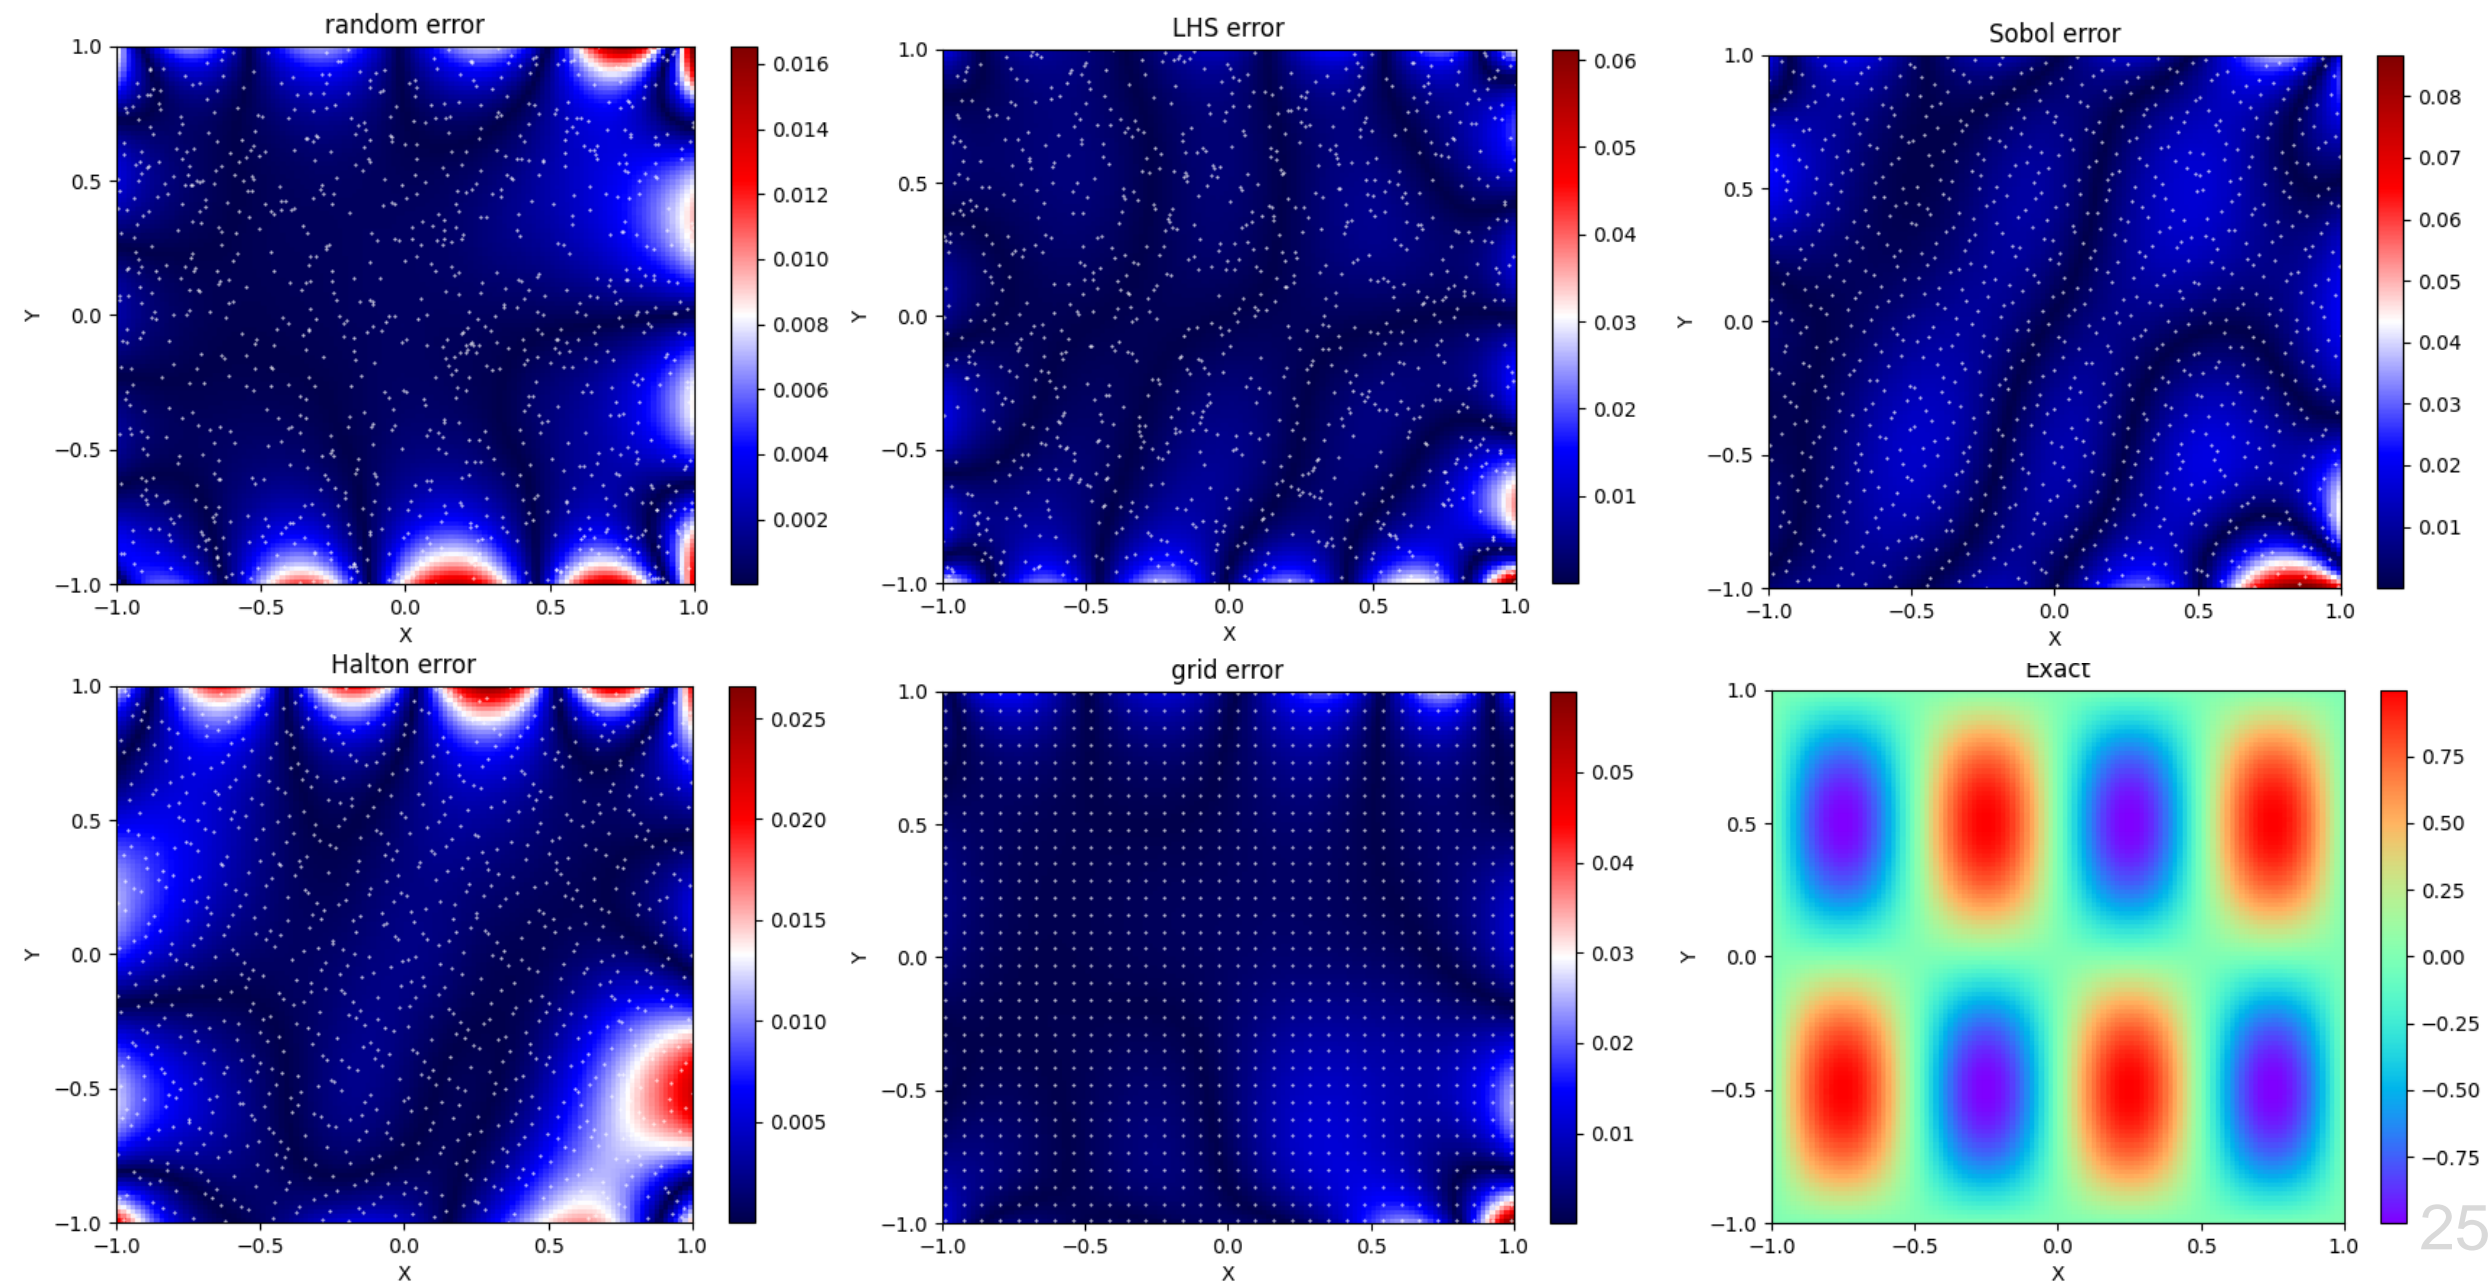 random error
1.0
0.5
0.0
−0.5
−1.0
Y
−1.0 −0.5 0.0 0.5 1.0
X
0.016
0.014
0.012
0.010
0.008
0.006
0.004
0.002
LHS error
1.0
0.5
0.0
−0.5
−1.0
Y
−1.0 −0.5 0.0 0.5 1.0
X
0.06
0.05
0.04
0.03
0.02
0.01
Sobol error
1.0
0.5
0.0
−0.5
−1.0
Y
−1.0 −0.5 0.0 0.5 1.0
X
0.08
0.07
0.06
0.05
0.04
0.03
0.02
0.01
Halton error
1.0
0.5
0.0
−0.5
−1.0
Y
−1.0 −0.5 0.0 0.5 1.0
X
0.025
0.020
0.015
0.010
0.005
grid error
1.0
0.5
0.0
−0.5
−1.0
Y
−1.0 −0.5 0.0 0.5 1.0
X
0.05
0.04
0.03
0.02
0.01
Exact
1.0
0.5
0.0
−0.5
−1.0
Y
−1.0 −0.5 0.0 0.5 1.0
X
0.75
0.50
0.25
0.00
−0.25
−0.50
−0.75
25